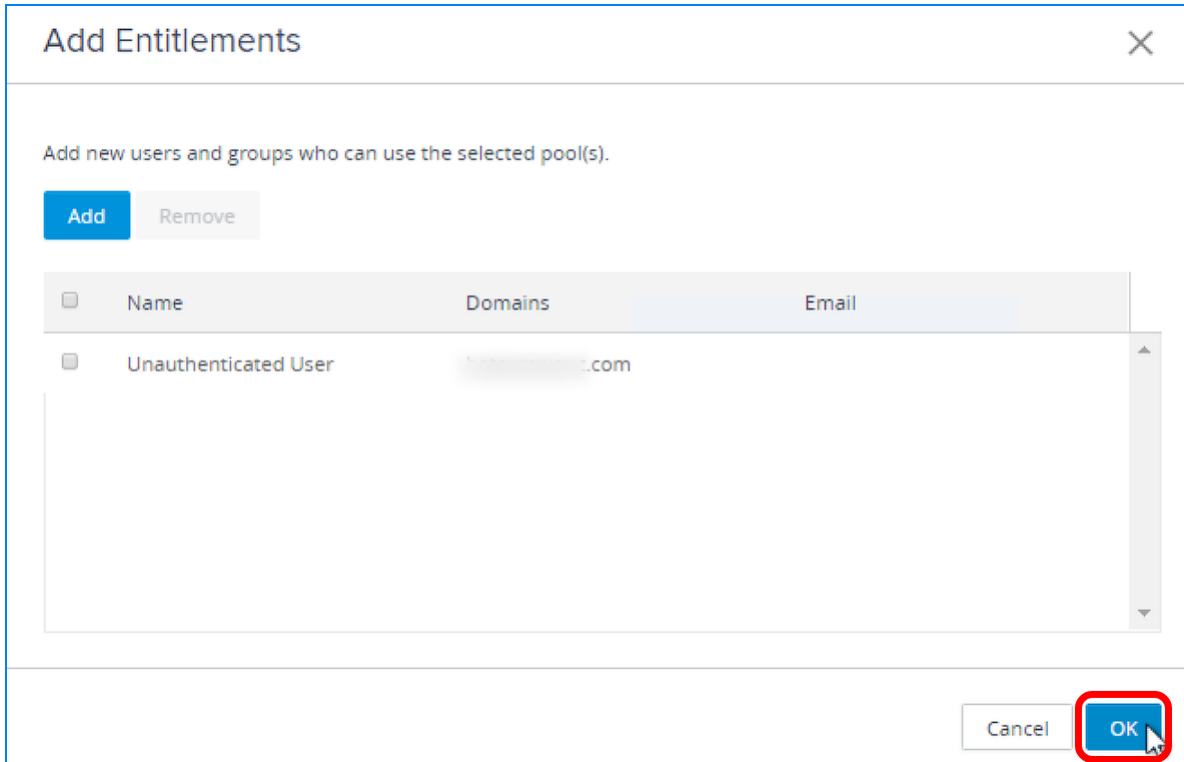 Add Entitlements
Add new users and groups who can use the selected pool(s).
Add Remove
Name Domains Email
Unauthenticated User .com
Cancel OK